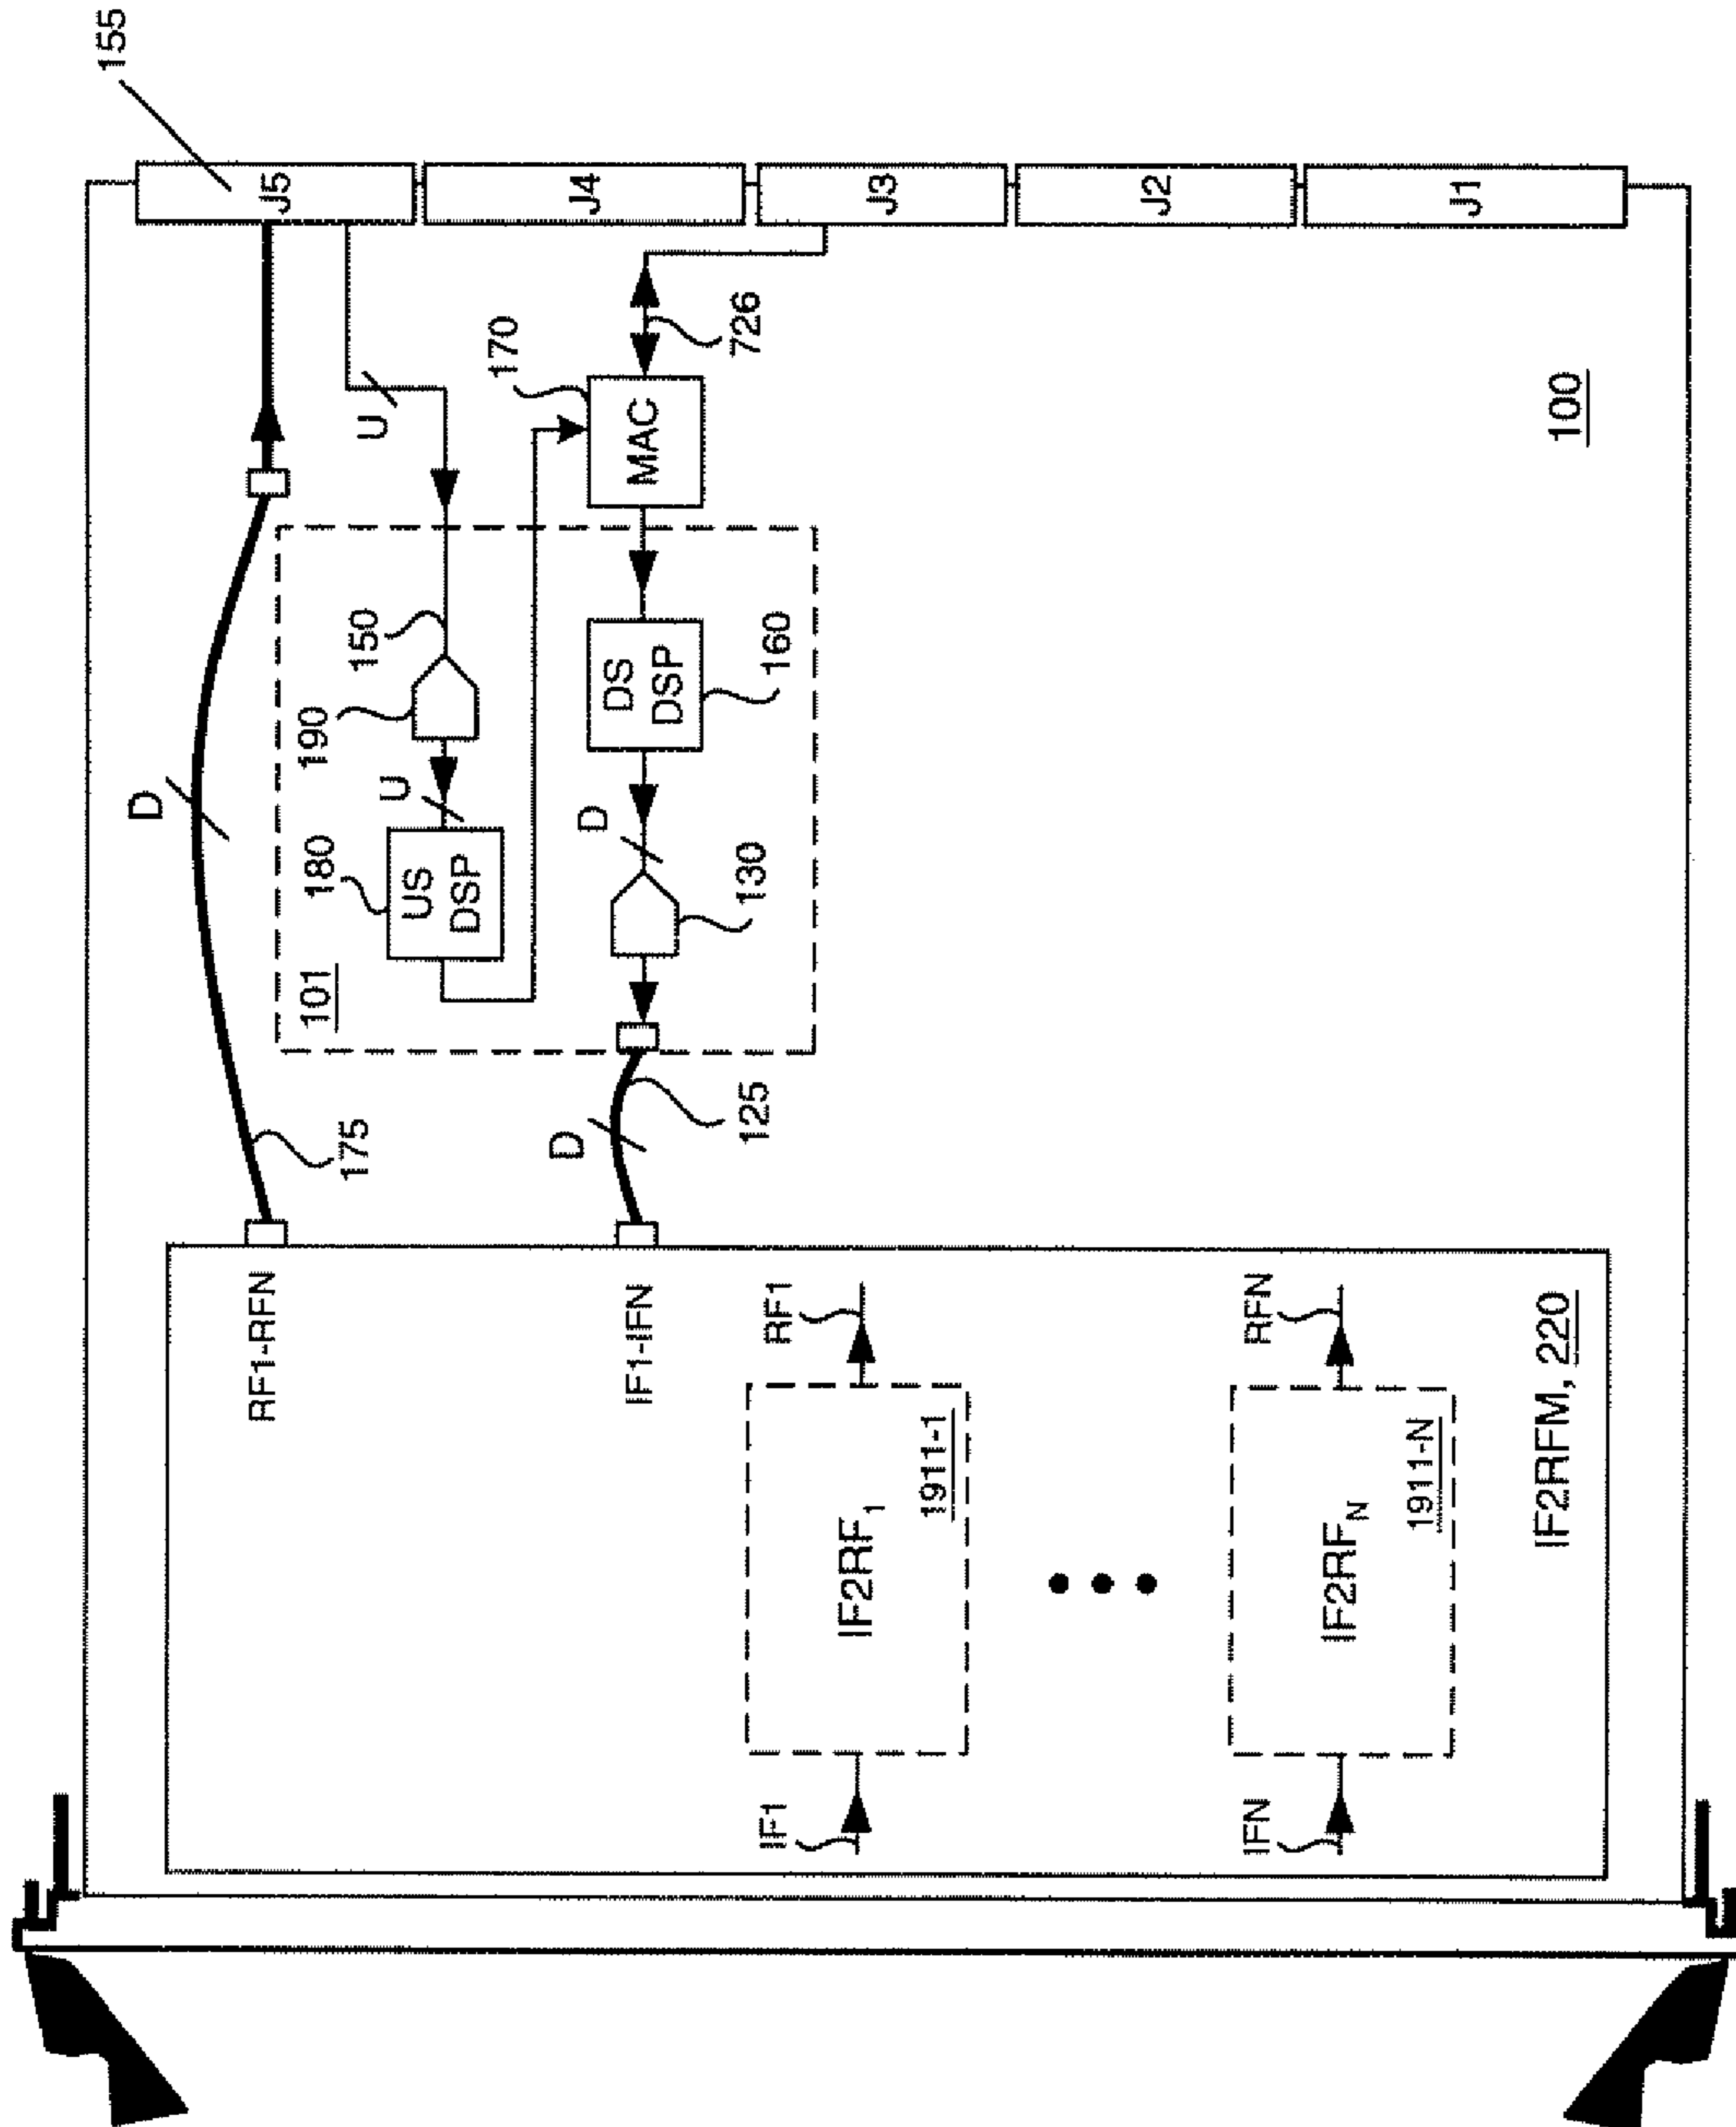 155
J5
J4
J3
J2
J1
D
U
170
MAC
726
100
101
180
US
DSP
U
190
150
D
DS
DSP
160
130
175
D
125
RF1-RFN
IF1-IFN
IF1
IF2RF1
1911-1
RF1
IFN
IF2RFN
1911-N
RFN
IF2RFM, 220